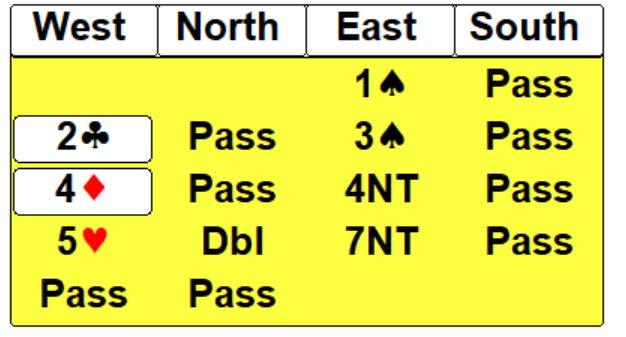 West North East South
1♠ Pass
2♣ Pass 3♠ Pass
4♦ Pass 4NT Pass
5♥ Dbl 7NT Pass
Pass Pass